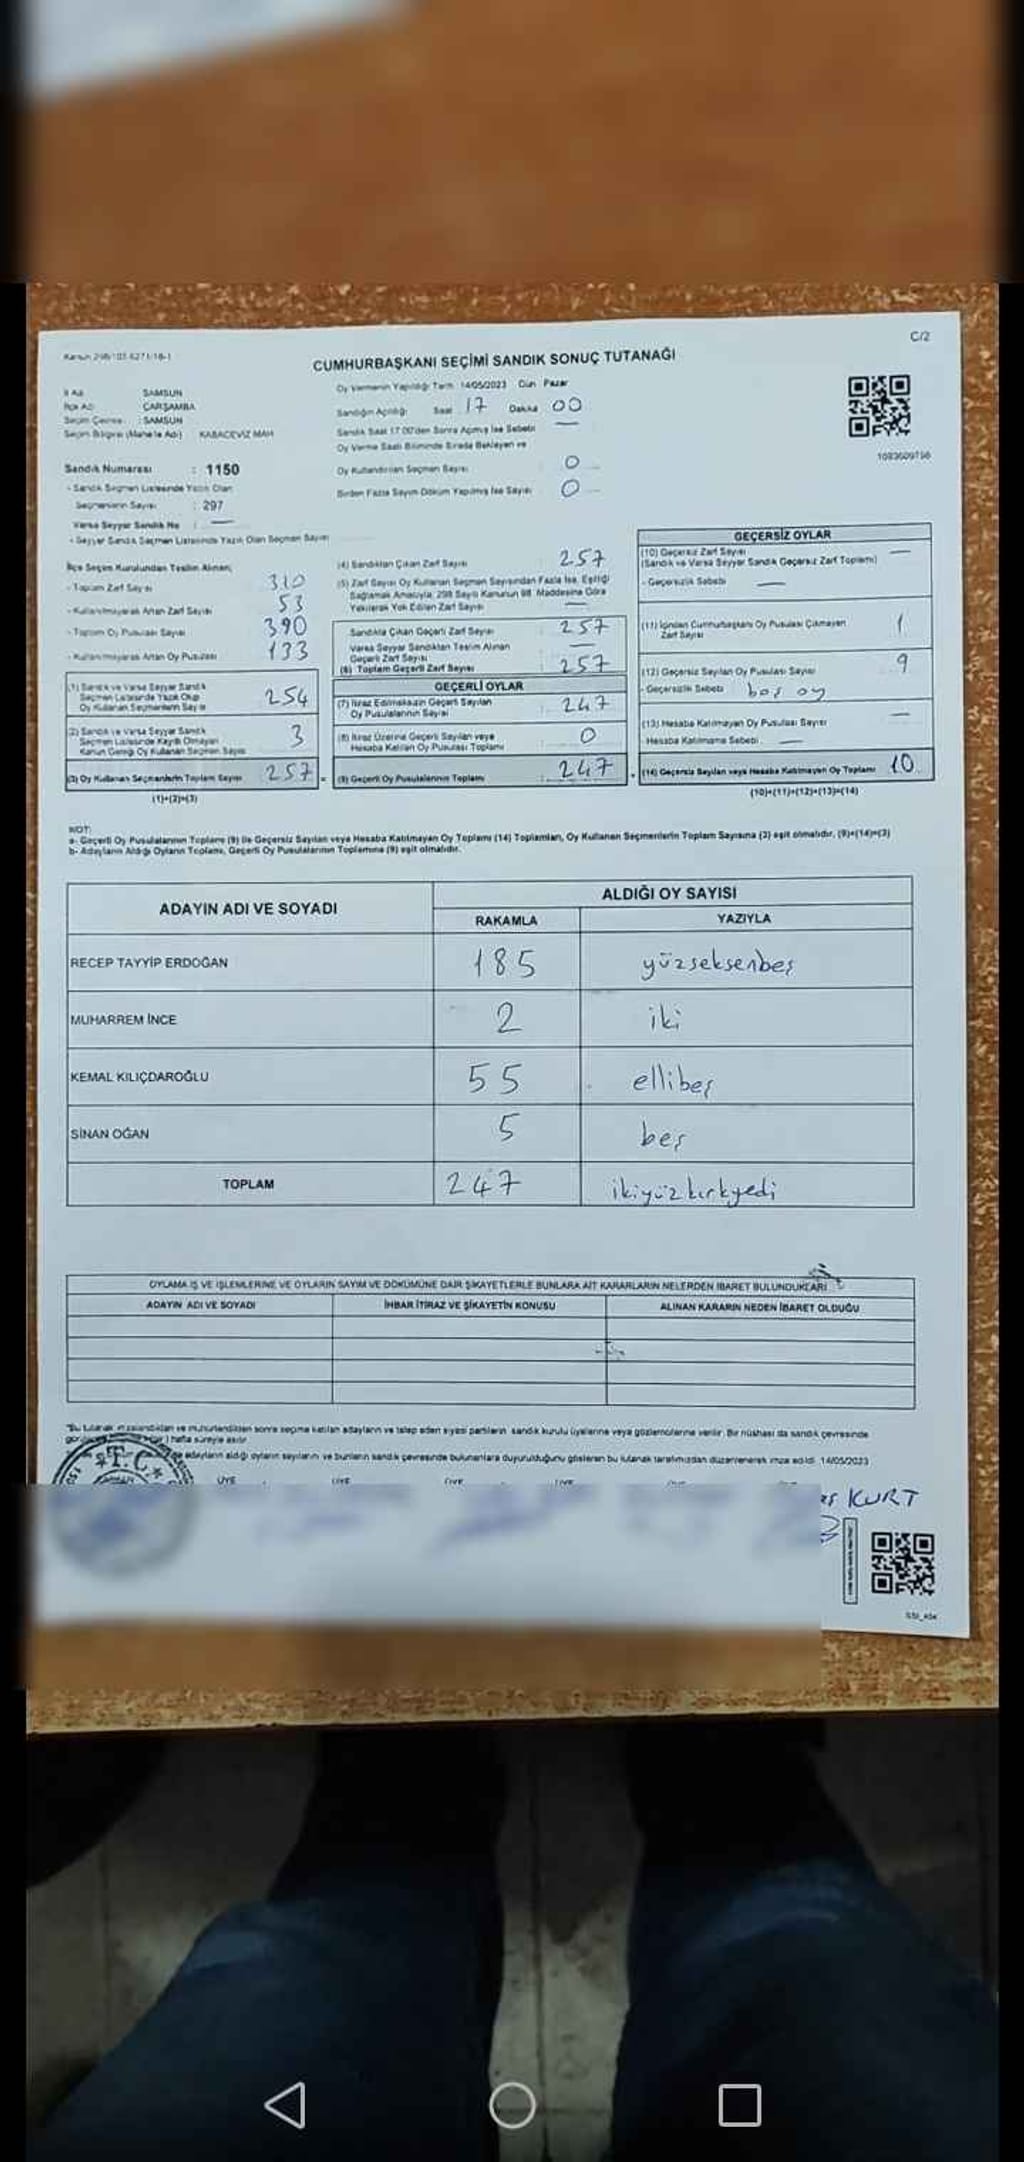 C/2
Kanun 298/103-6271/18-1
CUMHURBAŞKANI SEÇİMİ SANDIK SONUÇ TUTANAĞI
İl Adı SAMSUN
İlçe Adı ÇARŞAMBA
Seçim Çevresi : SAMSUN
Seçim Bölgesi (Mahalle Adı) KABACEVİZ MAH
Sandık Numarası : 1150
- Sandık Seçmen Listesinde Yazılı Olan
Seçmenlerin Sayısı : 297
Varsa Seyyar Sandık No : —
- Seyyar Sandık Seçmen Listesinde Yazılı Olan Seçmen Sayısı
Oy Vermenin Yapıldığı Tarih 14/05/2023 Gün Pazar
Sandığın Açıldığı: Saat 17 Dakika 00
Sandık Saat 17.00'den Sonra Açılmış İse Sebebi —
Oy Verme Saati Bitiminde Sırada Bekleyen ve
Oy Kullandırılan Seçmen Sayısı 0
Birden Fazla Sayım Döküm Yapılmış İse Sayısı 0
İlçe Seçim Kurulundan Teslim Alınan;
- Toplam Zarf Sayısı 310
- Kullanılmayarak Artan Zarf Sayısı 53
- Toplam Oy Pusulası Sayısı 390
- Kullanılmayarak Artan Oy Pusulası 133
(1) Sandık ve Varsa Seyyar Sandık
Seçmen Listesinde Yazılı Olup
Oy Kullanan Seçmenlerin Sayısı 254
(2) Sandık ve Varsa Seyyar Sandık
Seçmen Listesinde Kayıtlı Olmayan
Kanun Gereği Oy Kullanan Seçmen Sayısı 3
(3) Oy Kullanan Seçmenlerin Toplam Sayısı 257 =
(1)+(2)=(3)
(4) Sandıktan Çıkan Zarf Sayısı 257
(5) Zarf Sayısı Oy Kullanan Seçmen Sayısından Fazla İse, Eşitliği
Sağlamak Amacıyla, 298 Sayılı Kanunun 98. Maddesine Göre
Yakılarak Yok Edilen Zarf Sayısı —
Sandıkta Çıkan Geçerli Zarf Sayısı 257
Varsa Seyyar Sandıktan Teslim Alınan
Geçerli Zarf Sayısı —
(6) Toplam Geçerli Zarf Sayısı 257
GEÇERLİ OYLAR
(7) İtiraz Edilmeksizin Geçerli Sayılan
Oy Pusulalarının Sayısı 247
(8) İtiraz Üzerine Geçerli Sayılan veya
Hesaba Katılan Oy Pusulası Toplamı 0
(9) Geçerli Oy Pusulalarının Toplamı 247
GEÇERSİZ OYLAR
(10) Geçersiz Zarf Sayısı —
(Sandık ve Varsa Seyyar Sandık Geçersiz Zarf Toplamı)
- Geçersizlik Sebebi —
(11) İçinden Cumhurbaşkanı Oy Pusulası Çıkmayan
Zarf Sayısı 1
(12) Geçersiz Sayılan Oy Pusulası Sayısı 9
- Geçersizlik Sebebi boş oy
(13) Hesaba Katılmayan Oy Pusulası Sayısı —
- Hesaba Katılmama Sebebi —
(14) Geçersiz Sayılan veya Hesaba Katılmayan Oy Toplamı 10
(10)+(11)+(12)+(13)=(14)
NOT:
a- Geçerli Oy Pusulalarının Toplamı (9) ile Geçersiz Sayılan veya Hesaba Katılmayan Oy Toplamı (14) Toplamları, Oy Kullanan Seçmenlerin Toplam Sayısına (3) eşit olmalıdır, (9)+(14)=(3)
b- Adayların Aldığı Oyların Toplamı, Geçerli Oy Pusulalarının Toplamına (9) eşit olmalıdır.
ADAYIN ADI VE SOYADI
ALDIĞI OY SAYISI
RAKAMLA YAZIYLA
RECEP TAYYİP ERDOĞAN 185 yüzseksenbeş
MUHARREM İNCE 2 iki
KEMAL KILIÇDAROĞLU 55 ellibeş
SİNAN OĞAN 5 beş
TOPLAM 247 ikiyüzkırkyedi
OYLAMA İŞ VE İŞLEMLERİNE VE OYLARIN SAYIM VE DÖKÜMÜNE DAİR ŞİKAYETLERLE BUNLARA AİT KARARLARIN NELERDEN İBARET BULUNDUKLARI
ADAYIN ADI VE SOYADI İHBAR İTİRAZ VE ŞİKAYETİN KONUSU ALINAN KARARIN NEDEN İBARET OLDUĞU
"Bu tutanak imzalandıktan ve mühürlendikten sonra seçime katılan adayların ve talep eden siyasi partilerin sandık kurulu üyelerine veya gözlemcilerine verilir. Bir nüshası da sandık çevresinde
hafta süreyle asılır
adayların aldığı oyların sayılarını ve bunların sandık çevresinde bulunanlara duyurulduğunu gösteren bu tutanak tarafımızdan düzenlenerek imza edildi 14/05/2023
T.C.
ÜYE ÜYE ÜYE ÜYE
KURT